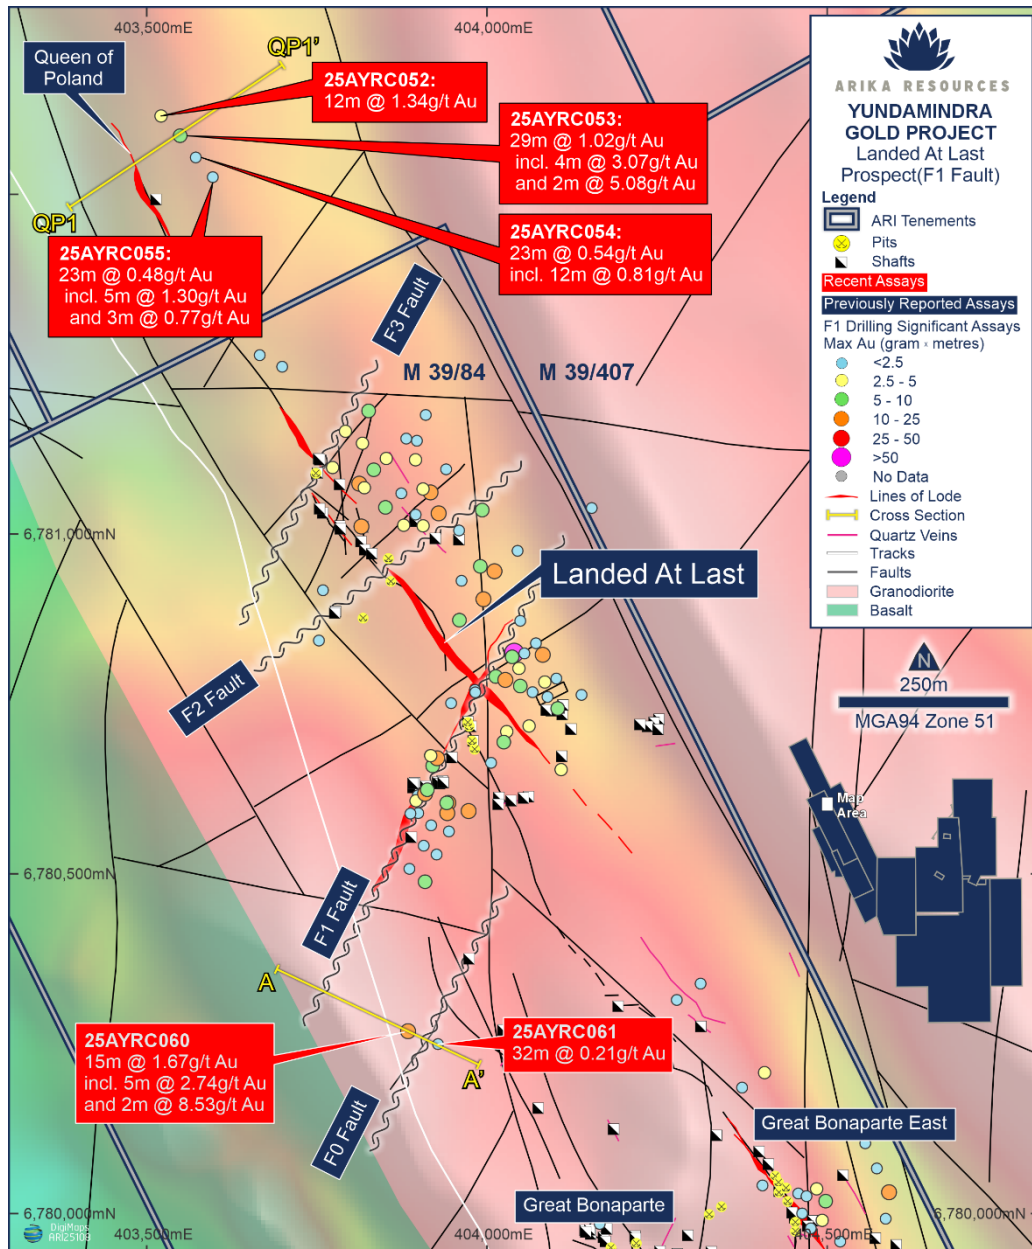 403,500mE
404,000mE
QP1'
Queen of
Poland
25AYRC052:
12m @ 1.34g/t Au
25AYRC053:
29m @ 1.02g/t Au
incl. 4m @ 3.07g/t Au
and 2m @ 5.08g/t Au
QP1
25AYRC055:
23m @ 0.48g/t Au
incl. 5m @ 1.30g/t Au
and 3m @ 0.77g/t Au
25AYRC054:
23m @ 0.54g/t Au
incl. 12m @ 0.81g/t Au
F3 Fault
M 39/84
M 39/407
6,781,000mN
Landed At Last
F2 Fault
6,780,500mN
F1 Fault
A
25AYRC060
15m @ 1.67g/t Au
incl. 5m @ 2.74g/t Au
and 2m @ 8.53g/t Au
25AYRC061
32m @ 0.21g/t Au
A'
F0 Fault
Great Bonaparte East
Great Bonaparte
6,780,000mN
6,780,000mN
DigiMaps
ARI25108
403,500mE
404,000mE
404,500mE
ARIKA RESOURCES
YUNDAMINDRA
GOLD PROJECT
Landed At Last
Prospect(F1 Fault)
Legend
ARI Tenements
Pits
Shafts
Recent Assays
Previously Reported Assays
F1 Drilling Significant Assays
Max Au (gram x metres)
<2.5
2.5 - 5
5 - 10
10 - 25
25 - 50
>50
No Data
Lines of Lode
Cross Section
Quartz Veins
Tracks
Faults
Granodiorite
Basalt
N
250m
MGA94 Zone 51
Map
Area